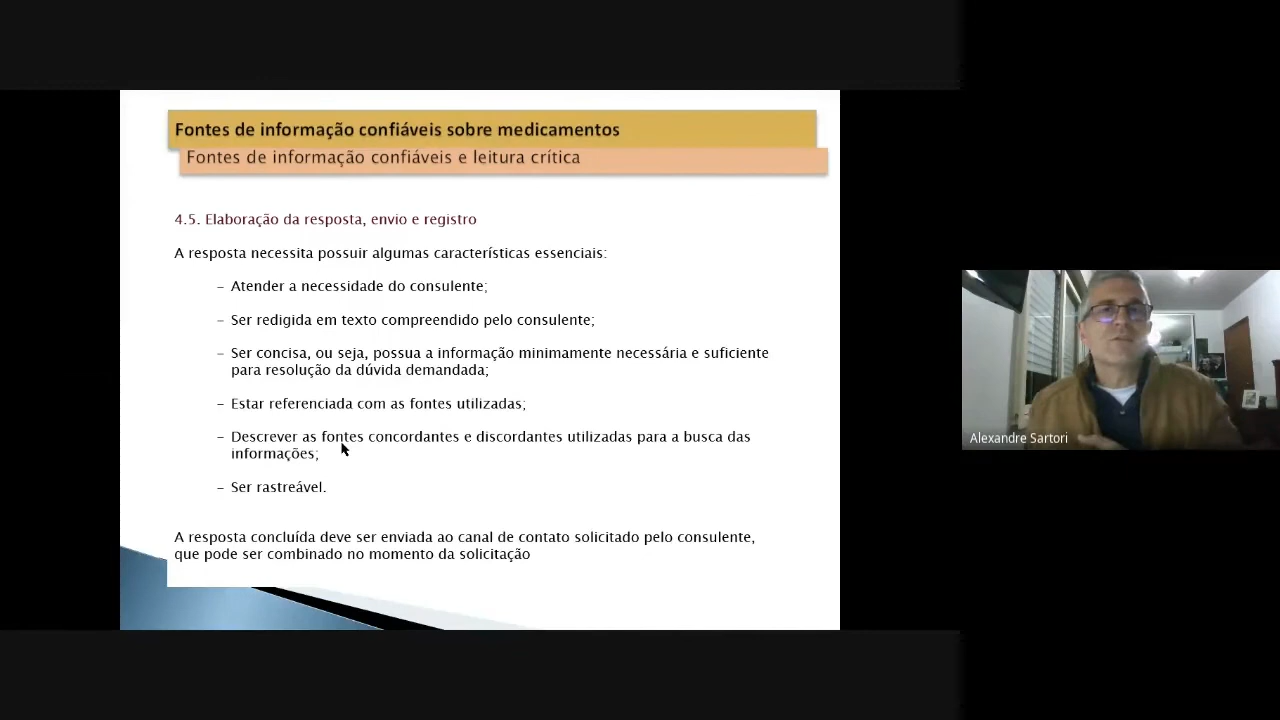 Fontes de informação confiáveis sobre medicamentos
Fontes de informação confiáveis e leitura crítica
4.5. Elaboração da resposta, envio e registro
A resposta necessita possuir algumas características essenciais:
– Atender a necessidade do consulente;
– Ser redigida em texto compreendido pelo consulente;
– Ser concisa, ou seja, possua a informação minimamente necessária e suficiente
para resolução da dúvida demandada;
– Estar referenciada com as fontes utilizadas;
– Descrever as fontes concordantes e discordantes utilizadas para a busca das
informações;
– Ser rastreável.
A resposta concluída deve ser enviada ao canal de contato solicitado pelo consulente,
que pode ser combinado no momento da solicitação
Alexandre Sartori